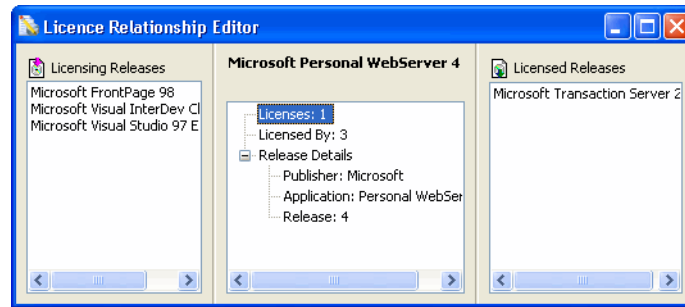 Licence Relationship Editor
Licensing Releases
Microsoft FrontPage 98
Microsoft Visual InterDev Cl
Microsoft Visual Studio 97 E
Microsoft Personal WebServer 4
Licenses: 1
Licensed By: 3
Release Details
Publisher: Microsoft
Application: Personal WebSer
Release: 4
Licensed Releases
Microsoft Transaction Server 2